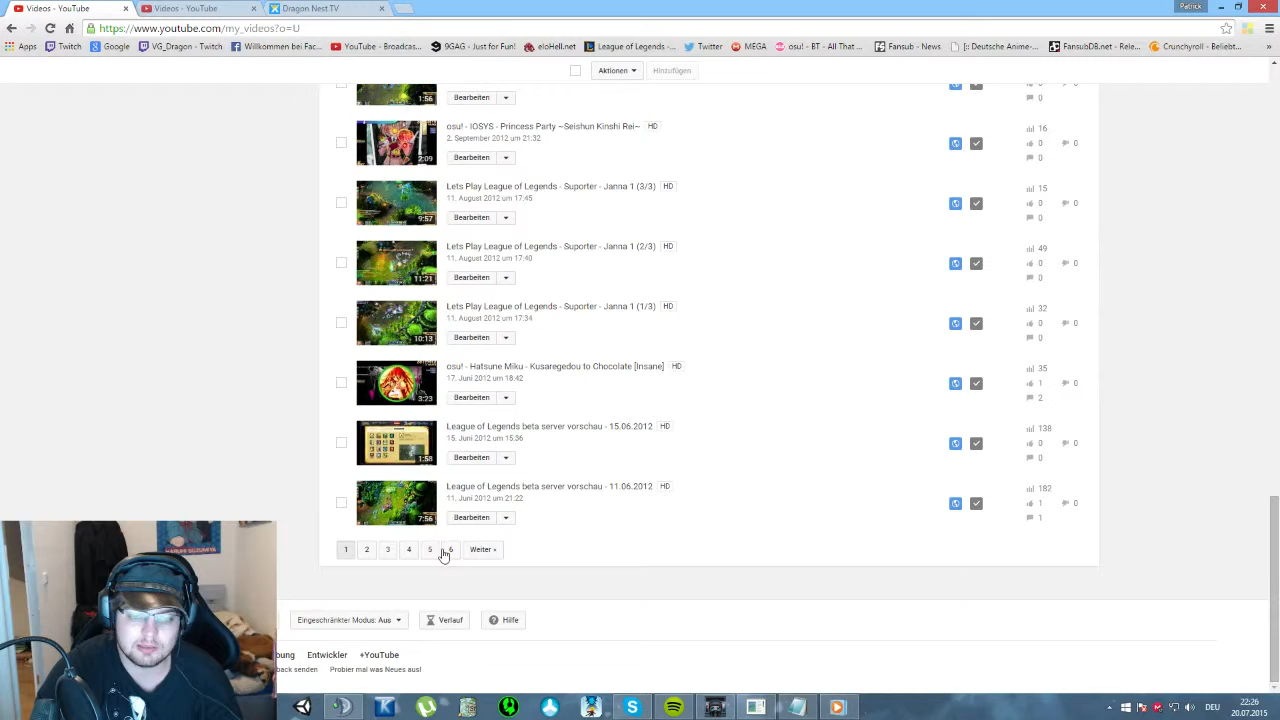 Videos - YouTube
Videos - YouTube
Dragon Nest TV
Patrick
https://www.youtube.com/my_videos?o=U
Apps
Twitch
Google
VG_Dragon - Twitch
Willkommen bei Fac...
YouTube - Broadcas...
9GAG - Just for Fun!
eloHell.net
League of Legends -...
Twitter
MEGA
osu! - BT - All That ...
Fansub - News
[::] Deutsche Anime-...
FansubDB.net - Rele...
Crunchyroll - Beliebt...
»
Aktionen
Hinzufügen
1:56
Bearbeiten
0
0
0
osu! - IOSYS - Princess Party ~Seishun Kinshi Rei~ HD
2. September 2012 um 21:32
2:09
Bearbeiten
16
0
0
0
Lets Play League of Legends - Suporter - Janna 1 (3/3) HD
11. August 2012 um 17:45
9:57
Bearbeiten
15
0
0
0
Lets Play League of Legends - Suporter - Janna 1 (2/3) HD
11. August 2012 um 17:40
11:21
Bearbeiten
49
0
0
0
Lets Play League of Legends - Suporter - Janna 1 (1/3) HD
11. August 2012 um 17:34
10:13
Bearbeiten
32
0
0
0
osu! - Hatsune Miku - Kusaregedou to Chocolate [Insane] HD
17. Juni 2012 um 18:42
3:23
Bearbeiten
35
1
0
2
League of Legends beta server vorschau - 15.06.2012 HD
15. Juni 2012 um 15:36
1:58
Bearbeiten
138
0
0
0
League of Legends beta server vorschau - 11.06.2012 HD
11. Juni 2012 um 21:22
7:56
Bearbeiten
182
1
0
1
1 2 3 4 5 6 Weiter »
Eingeschränkter Modus: Aus
Verlauf
Hilfe
bung Entwickler +YouTube
back senden Probier mal was Neues aus!
DEU
22:26
20.07.2015